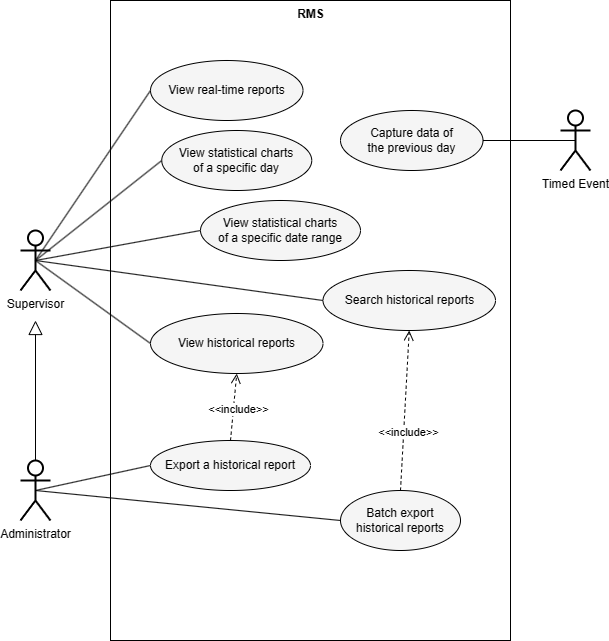 RMS
View real-time reports
Capture data of
the previous day
View statistical charts
of a specific day
Timed Event
View statistical charts
of a specific date range
Supervisor
Search historical reports
View historical reports
<<include>>
<<include>>
Export a historical report
Administrator
Batch export
historical reports